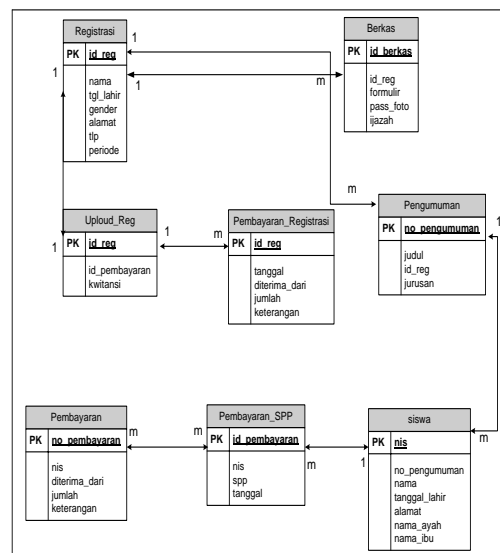 Registrasi
PK id_reg
nama
tgl_lahir
gender
alamat
tlp
periode
1
1
1
m
Berkas
PK id_berkas
id_reg
formulir
pass_foto
ijazah
Uploud_Reg
PK id_reg
id_pembayaran
kwitansi
1
1
m
Pembayaran_Registrasi
PK id_reg
tanggal
diterima_dari
jumlah
keterangan
m
Pengumuman
PK no_pengumuman
judul
id_reg
jurusan
1
Pembayaran
PK no_pembayaran
nis
diterima_dari
jumlah
keterangan
m
m
Pembayaran_SPP
PK id_pembayaran
nis
spp
tanggal
m
1
siswa
PK nis
no_pengumuman
nama
tanggal_lahir
alamat
nama_ayah
nama_ibu
m